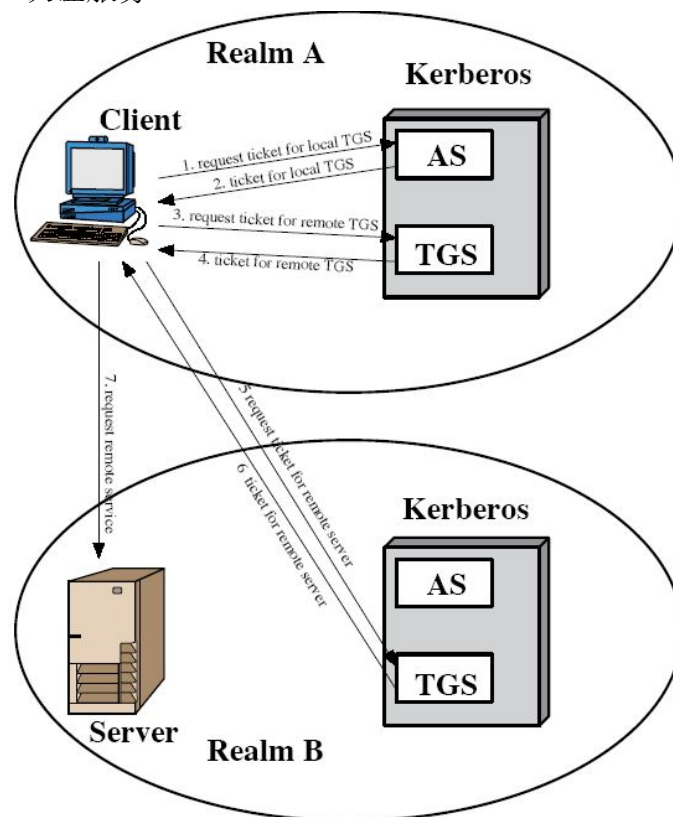 服务
Realm A
Kerberos
Client
AS
1. request ticket for local TGS
2. ticket for local TGS
3. request ticket for remote TGS
TGS
4. ticket for remote TGS
5 request ticket for remote server
6 ticket for remote server
7. request remote service
Kerberos
AS
TGS
Server
Realm B